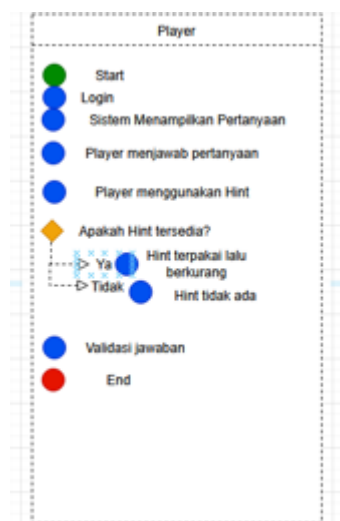 Player
Start
Login
Sistem Menampilkan Pertanyaan
Player menjawab pertanyaan
Player menggunakan Hint
Apakah Hint tersedia?
Ya
Hint terpakai lalu
berkurang
Tidak
Hint tidak ada
Validasi jawaban
End